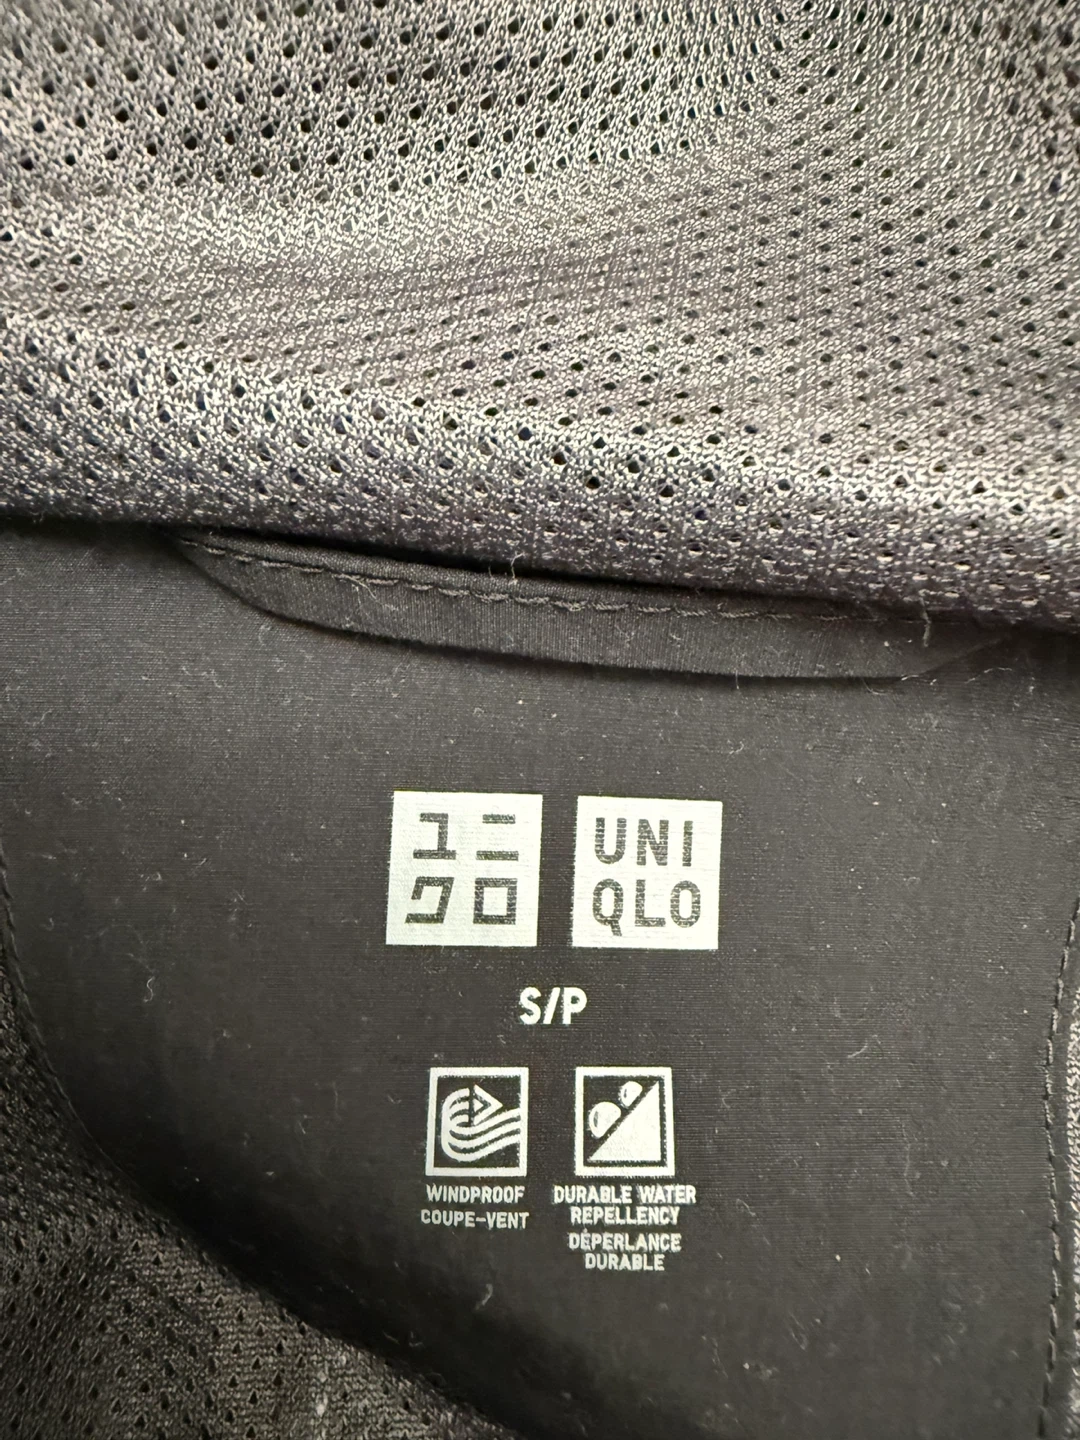 ユニ
クロ
UNI
QLO
S/P
WINDPROOF
COUPE-VENT
DURABLE WATER
REPELLENCY
DÉPERLANCE
DURABLE